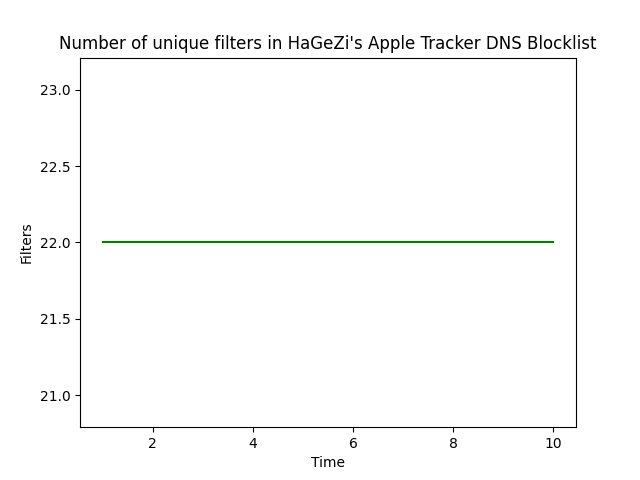 Number of unique filters in HaGeZi's Apple Tracker DNS Blocklist
23.0
22.5
22.0
21.5
21.0
Filters
2 4 6 8 10
Time